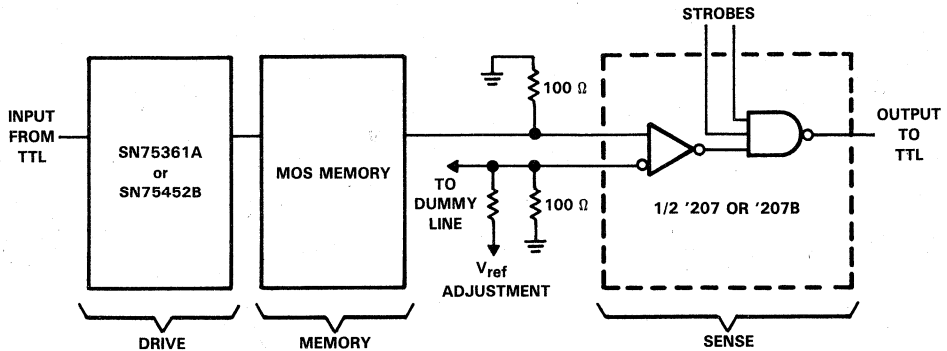 STROBES
100 Ω
INPUT
FROM
TTL
SN75361A
or
SN75452B
MOS MEMORY
OUTPUT
TO
TTL
TO
DUMMY
LINE
100 Ω
1/2 '207 OR '207B
Vref
ADJUSTMENT
DRIVE
MEMORY
SENSE